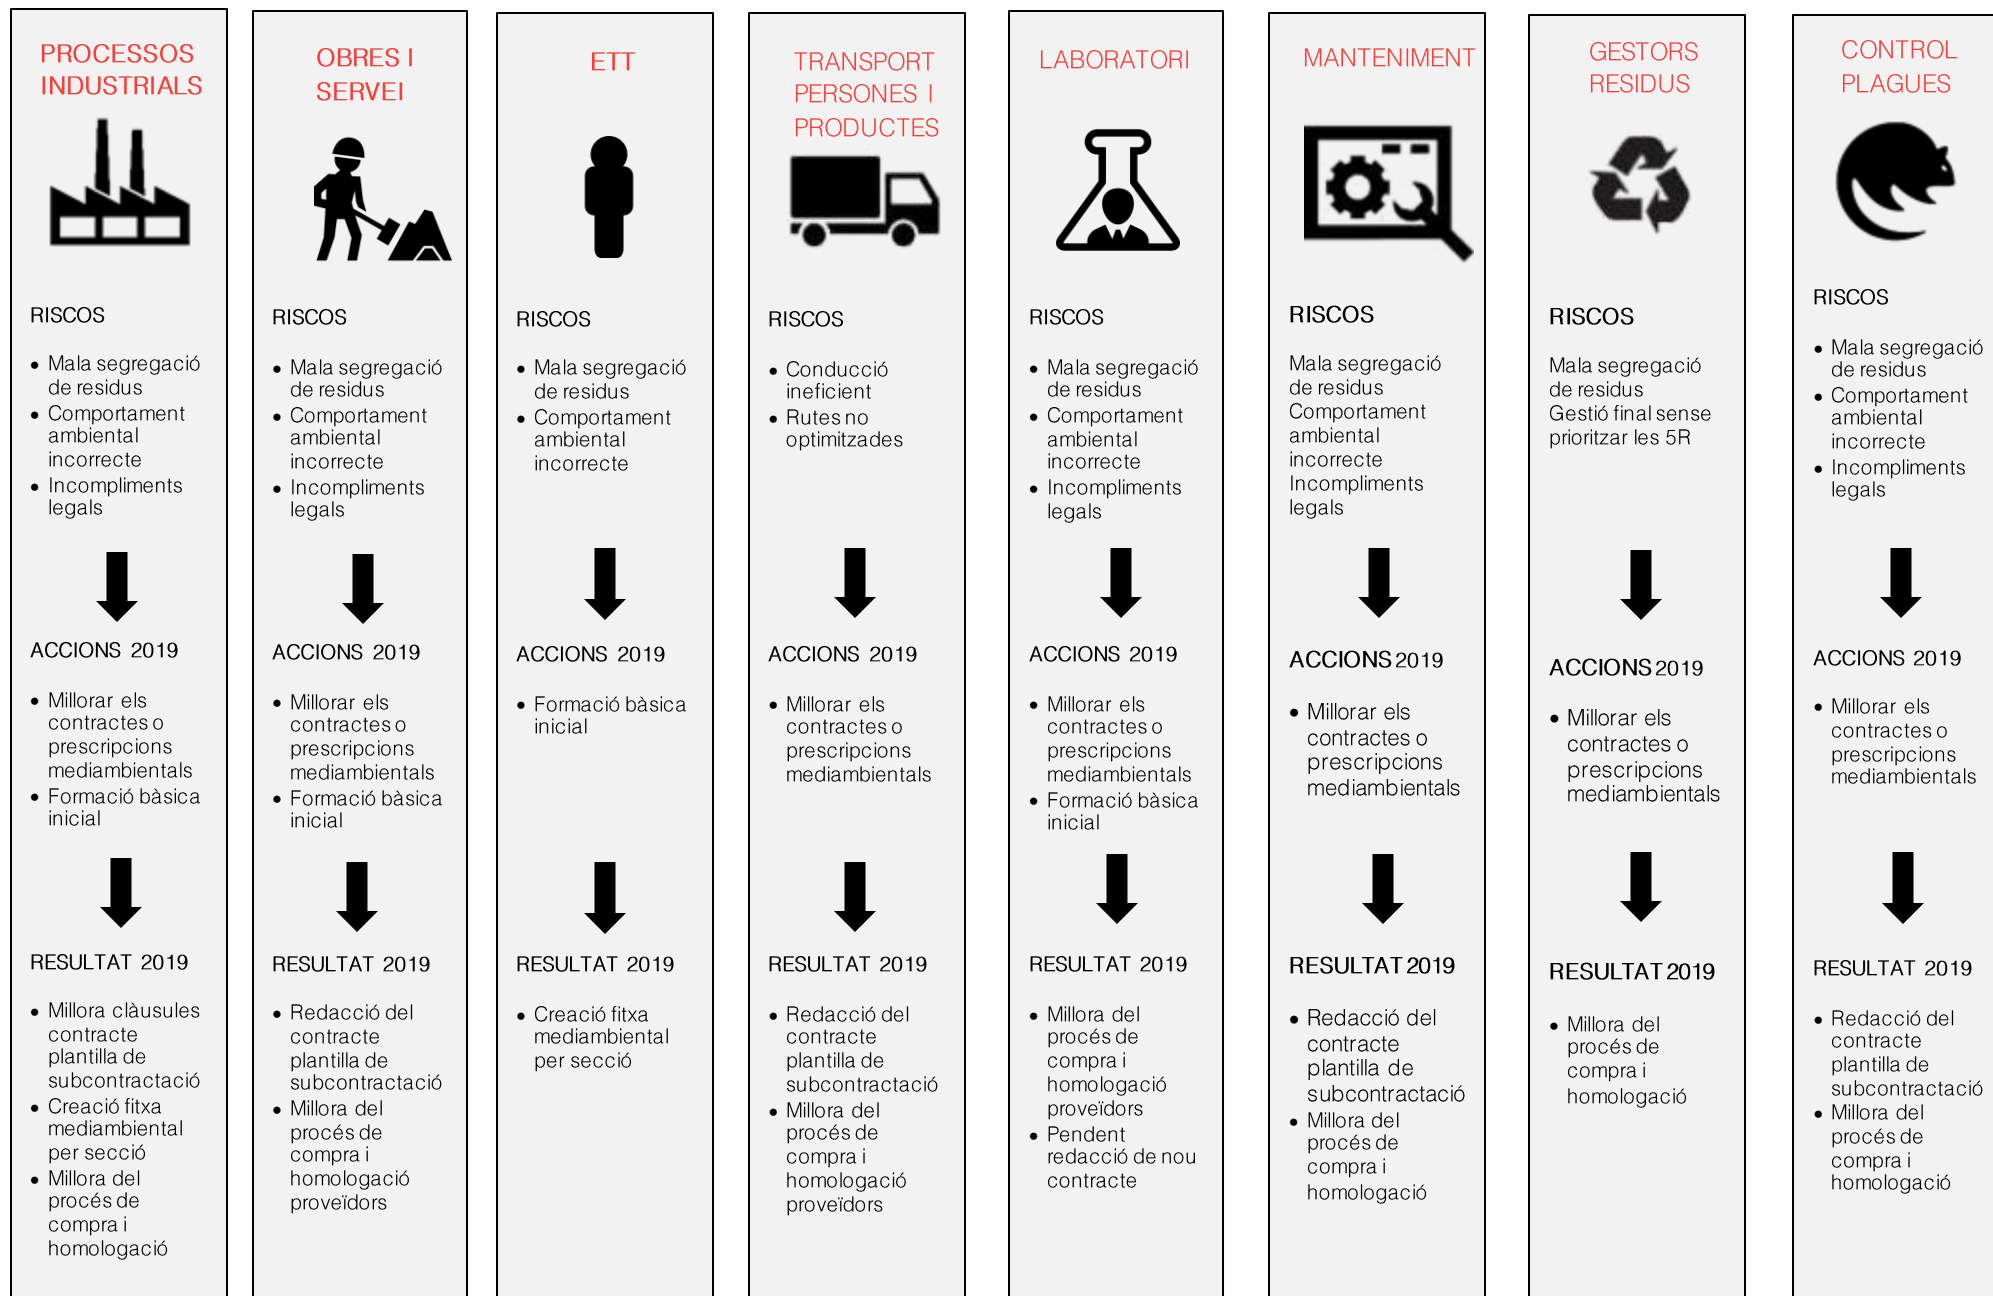 PROCESSOS
INDUSTRIALS
RISCOS
• Mala segregació
de residus
• Comportament
ambiental
incorrecte
• Incompliments
legals
ACCIONS 2019
• Millorar els
contractes o
prescripcions
mediambientals
• Formació bàsica
inicial
RESULTAT 2019
• Millora clàusules
contracte
plantilla de
subcontractació
• Creació fitxa
mediambiental
per secció
• Millora del
procés de
compra i
homologació
OBRES I
SERVEI
RISCOS
• Mala segregació
de residus
• Comportament
ambiental
incorrecte
• Incompliments
legals
ACCIONS 2019
• Millorar els
contractes o
prescripcions
mediambientals
• Formació bàsica
inicial
RESULTAT 2019
• Redacció del
contracte
plantilla de
subcontractació
• Millora del
procés de
compra i
homologació
proveïdors
ETT
RISCOS
• Mala segregació
de residus
• Comportament
ambiental
incorrecte
ACCIONS 2019
• Formació bàsica
inicial
RESULTAT 2019
• Creació fitxa
mediambiental
per secció
TRANSPORT
PERSONES I
PRODUCTES
RISCOS
• Conducció
ineficient
• Rutes no
optimitzades
ACCIONS 2019
• Millorar els
contractes o
prescripcions
mediambientals
RESULTAT 2019
• Redacció del
contracte
plantilla de
subcontractació
• Millora del
procés de
compra i
homologació
proveïdors
LABORATORI
RISCOS
• Mala segregació
de residus
• Comportament
ambiental
incorrecte
• Incompliments
legals
ACCIONS 2019
• Millorar els
contractes o
prescripcions
mediambientals
• Formació bàsica
inicial
RESULTAT 2019
• Millora del
procés de
compra i
homologació
proveïdors
• Pendent
redacció de nou
contracte
MANTENIMENT
RISCOS
Mala segregació
de residus
Comportament
ambiental
incorrecte
Incompliments
legals
ACCIONS 2019
• Millorar els
contractes o
prescripcions
mediambientals
RESULTAT 2019
• Redacció del
contracte
plantilla de
subcontractació
• Millora del
procés de
compra i
homologació
GESTORS
RESIDUS
RISCOS
Mala segregació
de residus
Gestió final sense
prioritzar les 5R
ACCIONS 2019
• Millorar els
contractes o
prescripcions
mediambientals
RESULTAT 2019
• Millora del
procés de
compra i
homologació
CONTROL
PLAGUES
RISCOS
• Mala segregació
de residus
• Comportament
ambiental
incorrecte
• Incompliments
legals
ACCIONS 2019
• Millorar els
contractes o
prescripcions
mediambientals
RESULTAT 2019
• Redacció del
contracte
plantilla de
subcontractació
• Millora del
procés de
compra i
homologació